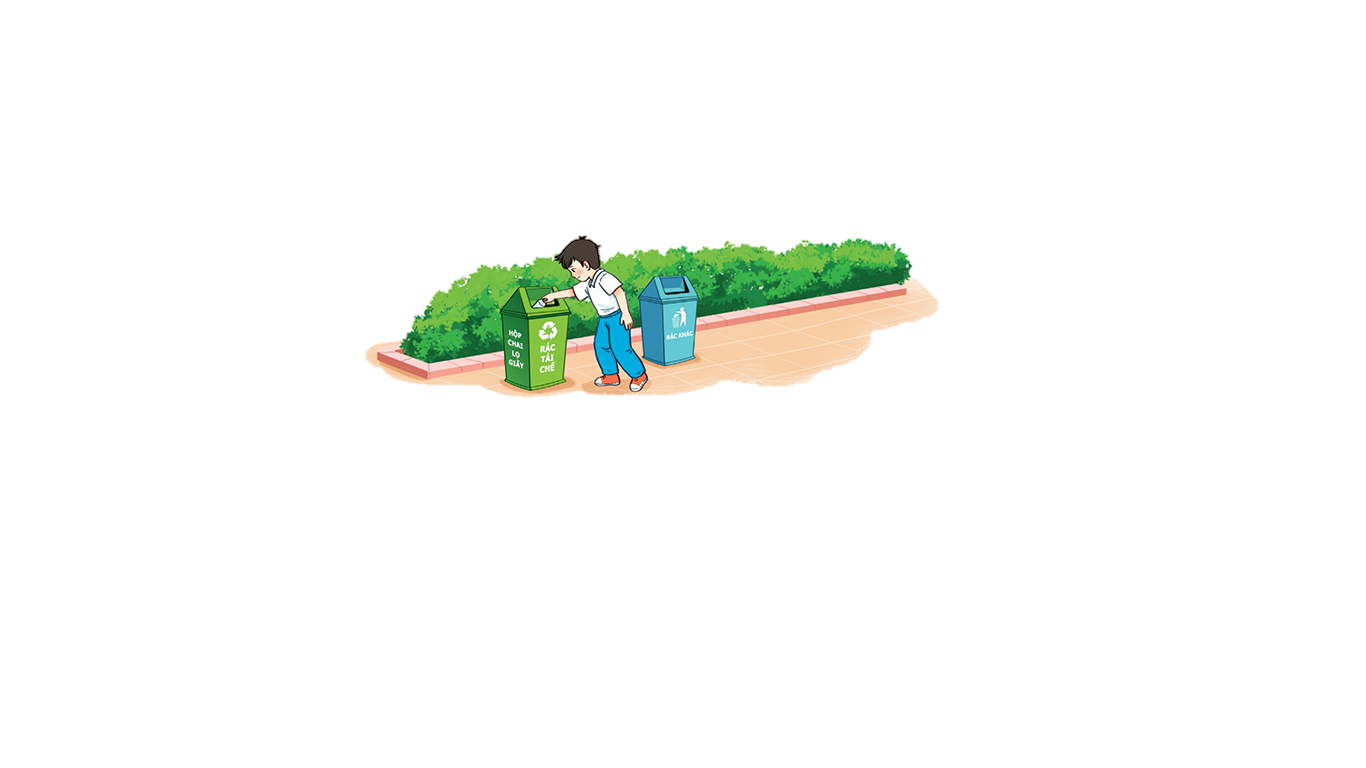 HỘP
CHAI
LỌ
GIẤY
RÁC
TÁI
CHẾ
RÁC KHÁC